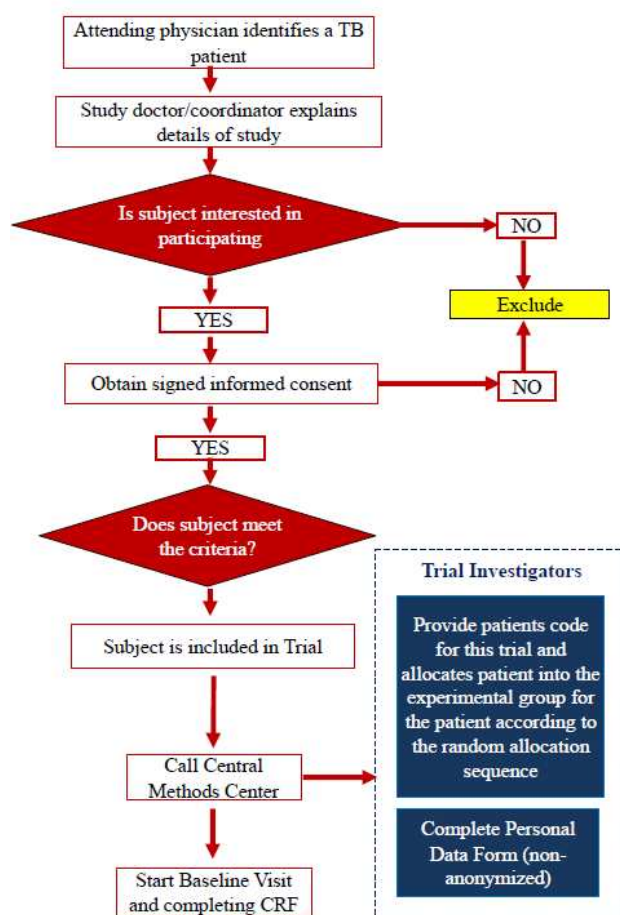 Attending physician identifies a TB
patient
Study doctor/coordinator explains
details of study
Is subject interested in
participating
NO
YES
Exclude
Obtain signed informed consent
NO
YES
Does subject meet
the criteria?
Subject is included in Trial
Call Central
Methods Center
Start Baseline Visit
and completing CRF
Trial Investigators
Provide patients code
for this trial and
allocates patient into the
experimental group for
the patient according to
the random allocation
sequence
Complete Personal
Data Form (non-
anonymized)